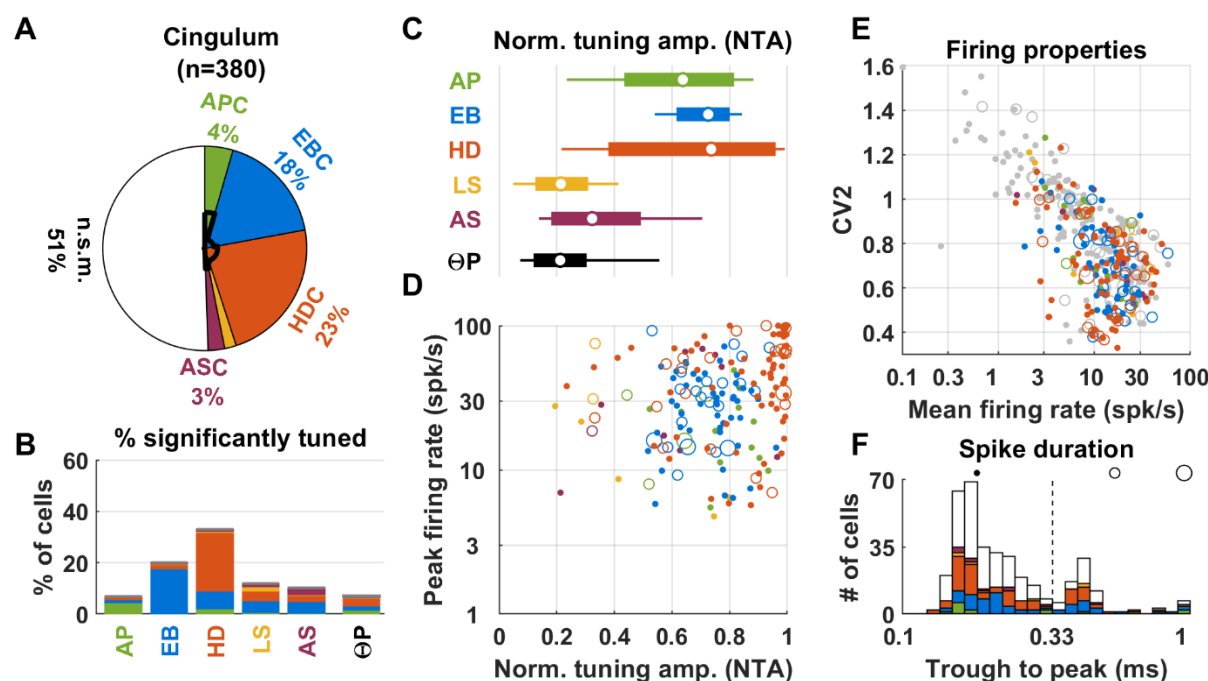 A
Cingulum
(n=380)
APC
4%
EBC
18%
HDC
23%
ASC
3%
n.s.m.
51%
B
% significantly tuned
% of cells
60
40
20
0
AP
EB
HD
LS
AS
ΘP
C
Norm. tuning amp. (NTA)
AP
EB
HD
LS
AS
ΘP
D
Peak firing rate (spk/s)
100
30
10
3
1
0 0.2 0.4 0.6 0.8 1
Norm. tuning amp. (NTA)
E
Firing properties
CV2
1.6
1.4
1.2
1
0.8
0.6
0.4
0.1 0.3 1 3 10 30 100
Mean firing rate (spk/s)
F
Spike duration
# of cells
70
35
0
0.1 0.33 1
Trough to peak (ms)